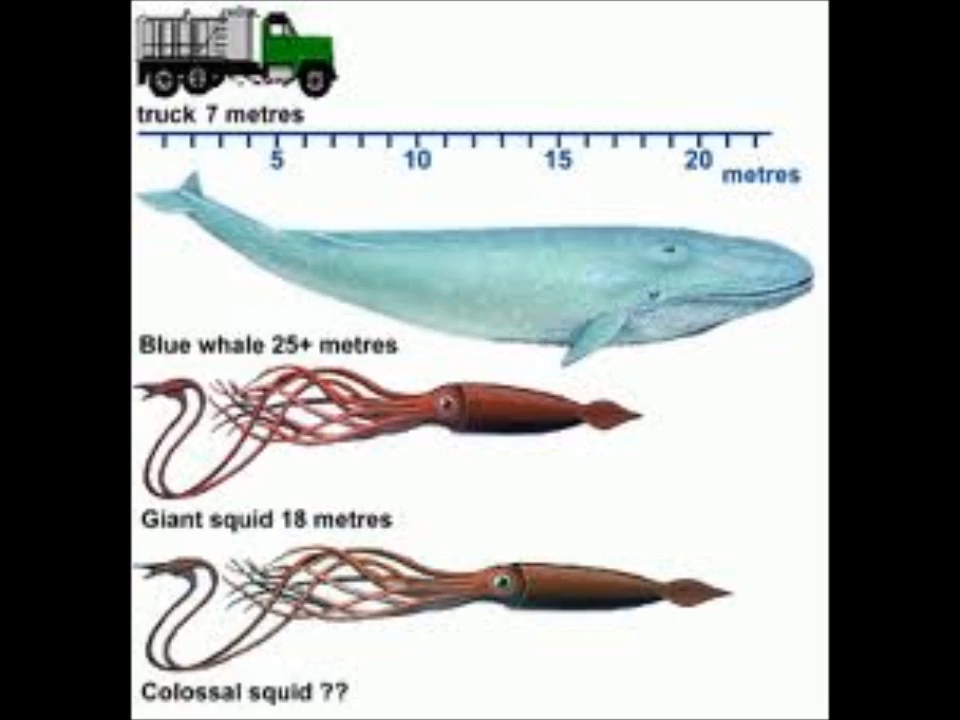 truck 7 metres
5 10 15 20
metres
Blue whale 25+ metres
Giant squid 18 metres
Colossal squid ??